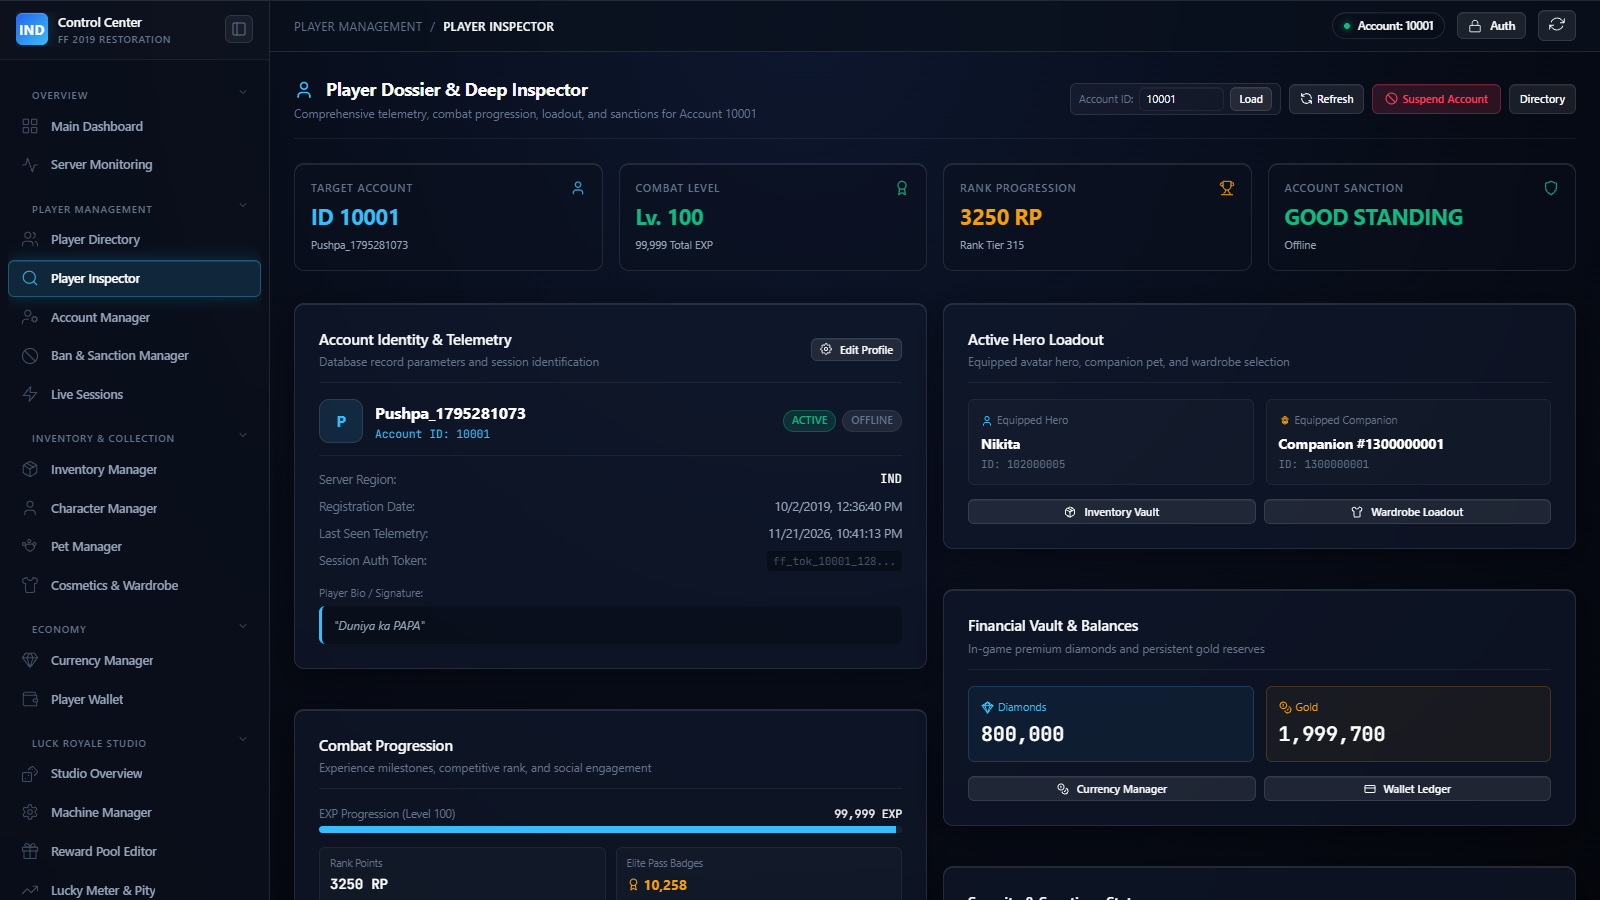 IND
Control Center
FF 2019 RESTORATION
PLAYER MANAGEMENT / PLAYER INSPECTOR
Account: 10001
Auth
OVERVIEW
Main Dashboard
Server Monitoring
PLAYER MANAGEMENT
Player Directory
Player Inspector
Account Manager
Ban & Sanction Manager
Live Sessions
INVENTORY & COLLECTION
Inventory Manager
Character Manager
Pet Manager
Cosmetics & Wardrobe
ECONOMY
Currency Manager
Player Wallet
LUCK ROYALE STUDIO
Studio Overview
Machine Manager
Reward Pool Editor
Lucky Meter & Pity
Player Dossier & Deep Inspector
Comprehensive telemetry, combat progression, loadout, and sanctions for Account 10001
Account ID: 10001 Load
Refresh
Suspend Account
Directory
TARGET ACCOUNT
ID 10001
Pushpa_1795281073
COMBAT LEVEL
Lv. 100
99,999 Total EXP
RANK PROGRESSION
3250 RP
Rank Tier 315
ACCOUNT SANCTION
GOOD STANDING
Offline
Account Identity & Telemetry
Database record parameters and session identification
Edit Profile
P
Pushpa_1795281073
Account ID: 10001
ACTIVE
OFFLINE
Server Region: IND
Registration Date: 10/2/2019, 12:36:40 PM
Last Seen Telemetry: 11/21/2026, 10:41:13 PM
Session Auth Token: ff_tok_10001_128...
Player Bio / Signature:
"Duniya ka PAPA"
Combat Progression
Experience milestones, competitive rank, and social engagement
EXP Progression (Level 100) 99,999 EXP
Rank Points
3250 RP
Elite Pass Badges
10,258
Active Hero Loadout
Equipped avatar hero, companion pet, and wardrobe selection
Equipped Hero
Nikita
ID: 102000005
Equipped Companion
Companion #1300000001
ID: 1300000001
Inventory Vault
Wardrobe Loadout
Financial Vault & Balances
In-game premium diamonds and persistent gold reserves
Diamonds
800,000
Gold
1,999,700
Currency Manager
Wallet Ledger